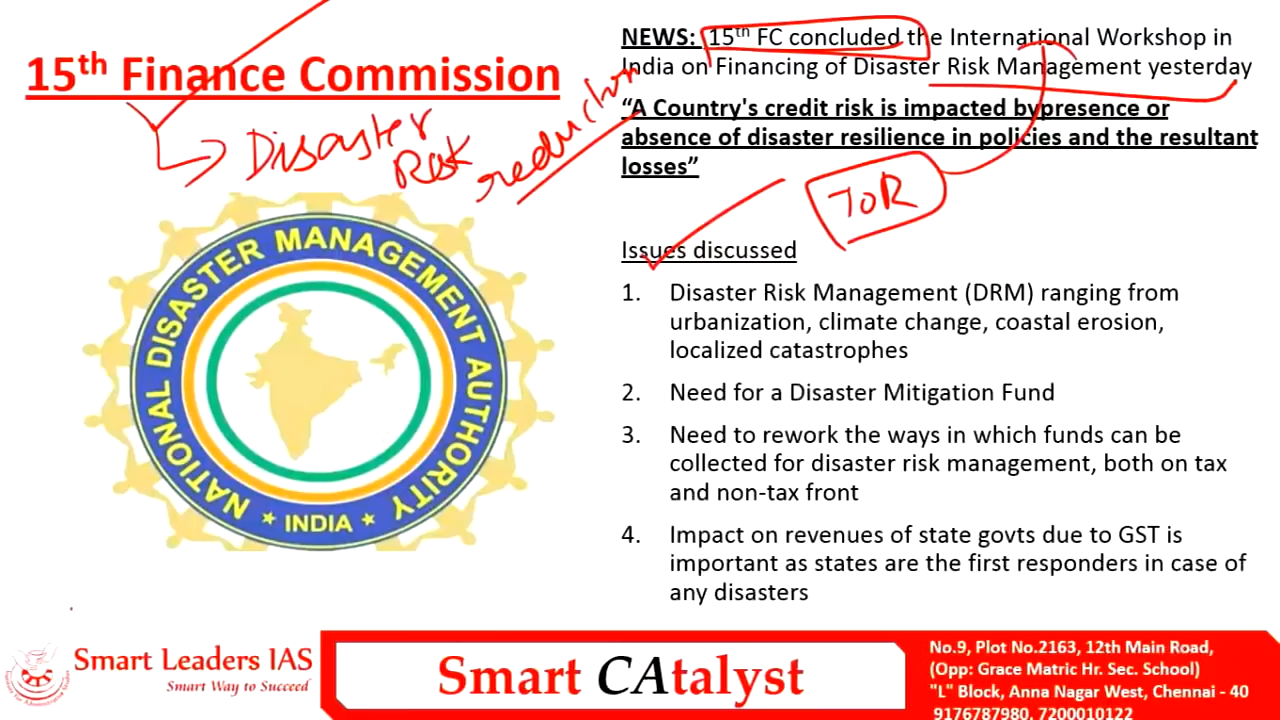 15th Finance Commission
Disaster
Risk
reduction
NATIONAL DISASTER MANAGEMENT AUTHORITY
INDIA
NEWS: 15th FC concluded the International Workshop in
India on Financing of Disaster Risk Management yesterday
“A Country's credit risk is impacted bypresence or
absence of disaster resilience in policies and the resultant
losses”
TOR
Issues discussed
1. Disaster Risk Management (DRM) ranging from
urbanization, climate change, coastal erosion,
localized catastrophes
2. Need for a Disaster Mitigation Fund
3. Need to rework the ways in which funds can be
collected for disaster risk management, both on tax
and non-tax front
4. Impact on revenues of state govts due to GST is
important as states are the first responders in case of
any disasters
Smart Leaders IAS
Smart Way to Succeed
Smart CAtalyst
No.9, Plot No.2163, 12th Main Road,
(Opp: Grace Matric Hr. Sec. School)
"L" Block, Anna Nagar West, Chennai - 40
9176787980, 7200010122